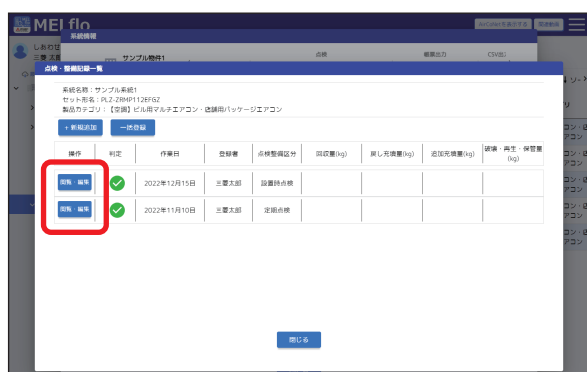 MEL flo
系統情報
サンプル物件1
点検
帳票出力
点検・整備記録一覧
系統名称：サンプル系統1
セット形名：PLZ-ZRMP112EFGZ
製品カテゴリ：【空調】ビル用マルチエアコン・店舗用パッケージエアコン
+ 新規追加 一括登録
操作 判定 作業日 登録者 点検整備区分 回収量(kg) 戻し充填量(kg) 追加充填量(kg) 破壊・再生・保管量(kg)
閲覧・編集 2022年12月15日 三菱太郎 設置時点検
閲覧・編集 2022年11月10日 三菱太郎 定期点検
閉じる